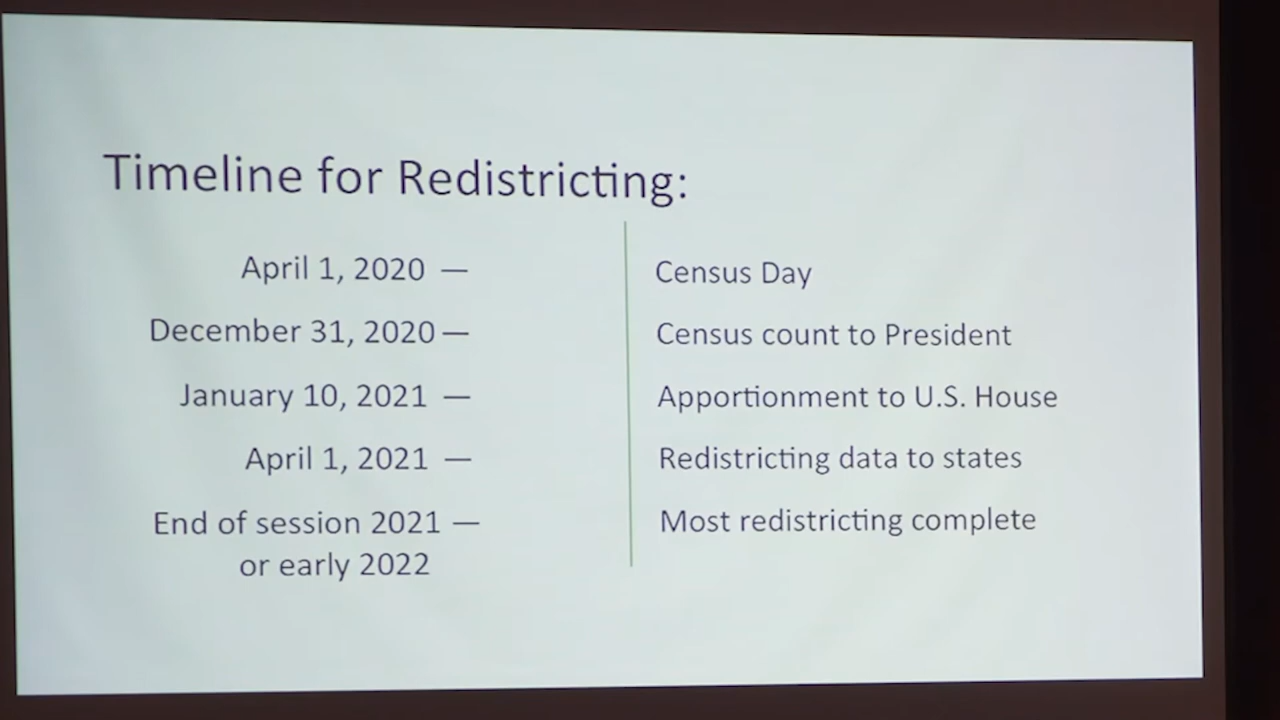 Timeline for Redistricting:
April 1, 2020 — Census Day
December 31, 2020 — Census count to President
January 10, 2021 — Apportionment to U.S. House
April 1, 2021 — Redistricting data to states
End of session 2021 — Most redistricting complete
or early 2022